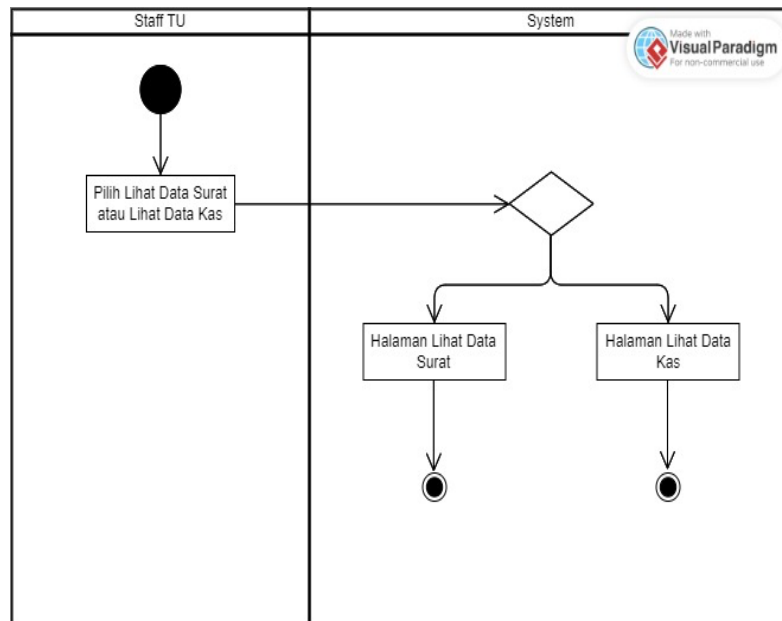 Staff TU
System
Made with
Visual Paradigm
For non-commercial use
Pilih Lihat Data Surat
atau Lihat Data Kas
Halaman Lihat Data
Surat
Halaman Lihat Data
Kas